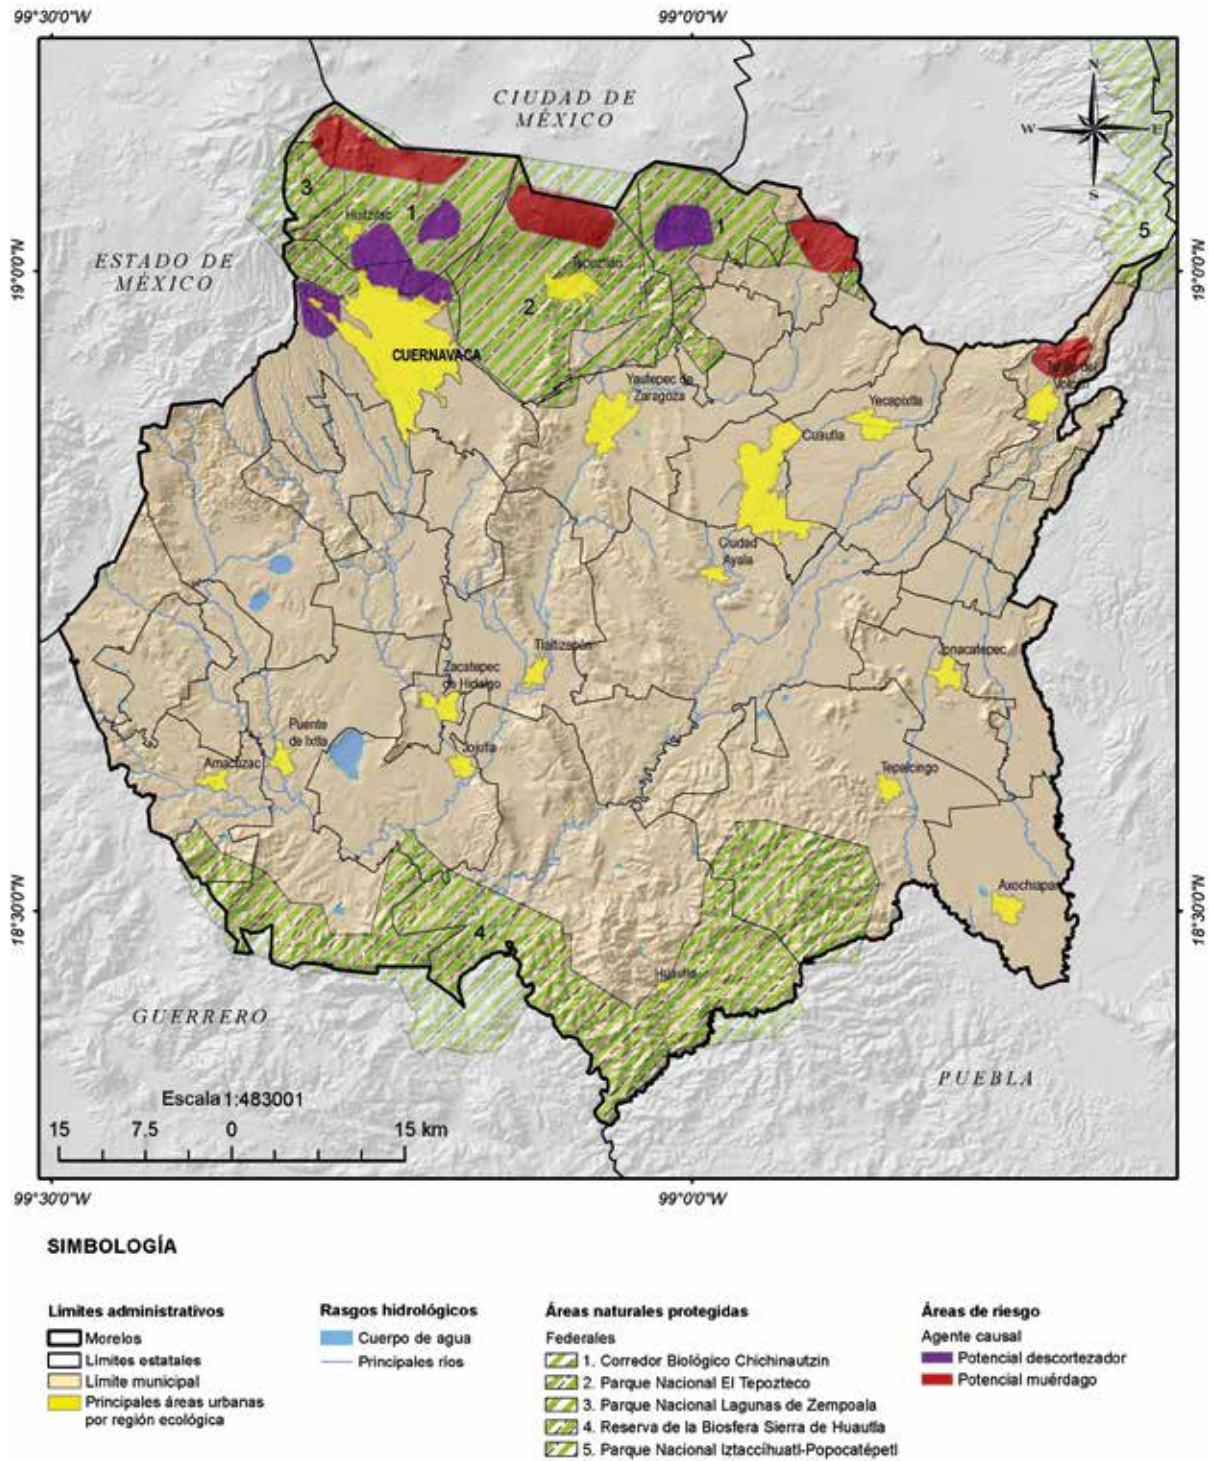 99°30'0"W
99°0'0"W
CIUDAD DE
MÉXICO
N
W
E
S
3
1
1
5
Huitzilac
ESTADO DE
MÉXICO
19°0'0"N
19°0'0"N
Tepoztlán
2
CUERNAVACA
Yautepec de
Zaragoza
Volcán
Yecapixtla
Cuautla
Ciudad
Ayala
Tlaltizapán
Jonacatepec
Zacatepec
de Hidalgo
Puente
de Ixtla
Amacuzac
Jojutla
Tepalcingo
Axochiapan
18°30'0"N
18°30'0"N
4
Huautla
GUERRERO
PUEBLA
Escala 1:483001
15 7.5 0 15 km
99°30'0"W
99°0'0"W
SIMBOLOGÍA
Límites administrativos
Morelos
Límites estatales
Límite municipal
Principales áreas urbanas
por región ecológica
Rasgos hidrológicos
Cuerpo de agua
Principales ríos
Áreas naturales protegidas
Federales
1. Corredor Biológico Chichinautzin
2. Parque Nacional El Tepozteco
3. Parque Nacional Lagunas de Zempoala
4. Reserva de la Biosfera Sierra de Huautla
5. Parque Nacional Iztaccíhuatl-Popocatépetl
Áreas de riesgo
Agente causal
Potencial descortezador
Potencial muérdago